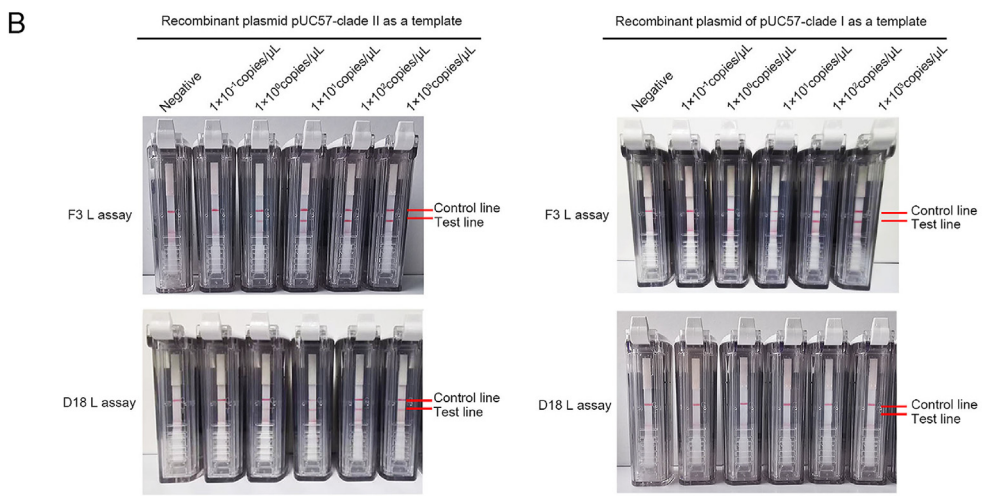 B
Recombinant plasmid pUC57-clade II as a template
Negative
1×10⁻¹copies/μL
1×10⁰copies/μL
1×10¹copies/μL
1×10²copies/μL
1×10³copies/μL
F3 L assay
Control line
Test line
D18 L assay
Control line
Test line
Recombinant plasmid of pUC57-clade I as a template
Negative
1×10⁻¹copies/μL
1×10⁰copies/μL
1×10¹copies/μL
1×10²copies/μL
1×10³copies/μL
F3 L assay
Control line
Test line
D18 L assay
Control line
Test line